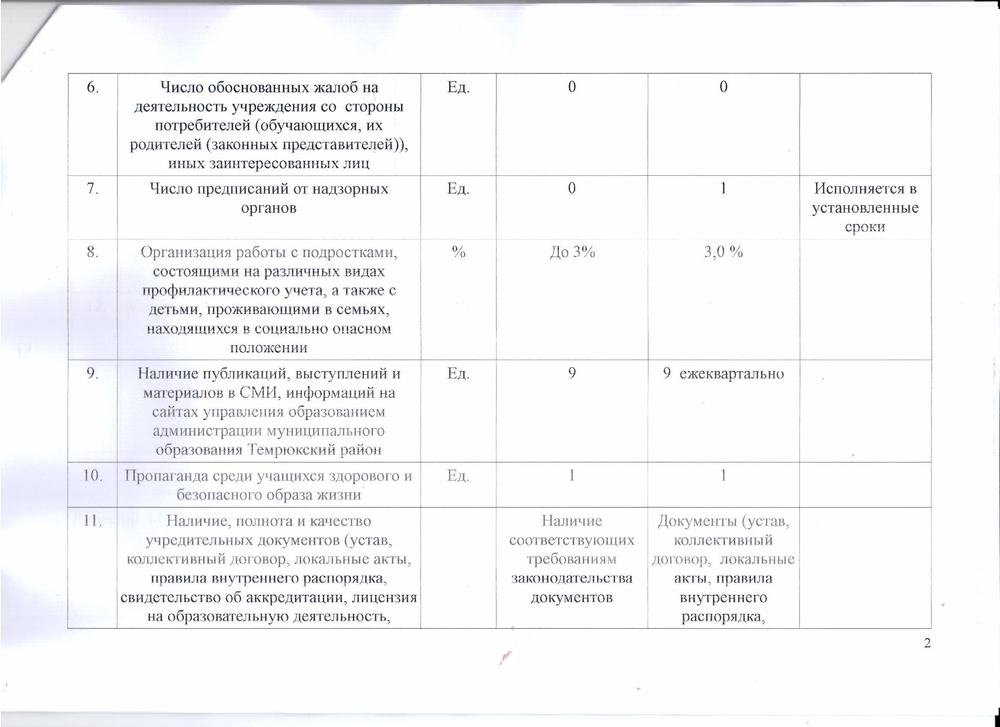 6. Число обоснованных жалоб на Ед. 0 0
деятельность учреждения со стороны
потребителей (обучающихся, их
родителей (законных представителей)),
иных заинтересованных лиц
7. Число предписаний от надзорных Ед. 0 1 Исполняется в
органов установленные
сроки
8. Организация работы с подростками, % До 3% 3,0 %
состоящими на различных видах
профилактического учета, а также с
детьми, проживающими в семьях,
находящихся в социально опасном
положении
9. Наличие публикаций, выступлений и Ед. 9 9 ежеквартально
материалов в СМИ, информаций на
сайтах управления образованием
администрации муниципального
образования Темрюкский район
10. Пропаганда среди учащихся здорового и Ед. 1 1
безопасного образа жизни
11. Наличие, полнота и качество Наличие Документы (устав,
учредительных документов (устав, соответствующих коллективный
коллективный договор, локальные акты, требованиям договор, локальные
правила внутреннего распорядка, законодательства акты, правила
свидетельство об аккредитации, лицензия документов внутреннего
на образовательную деятельность, распорядка,
2